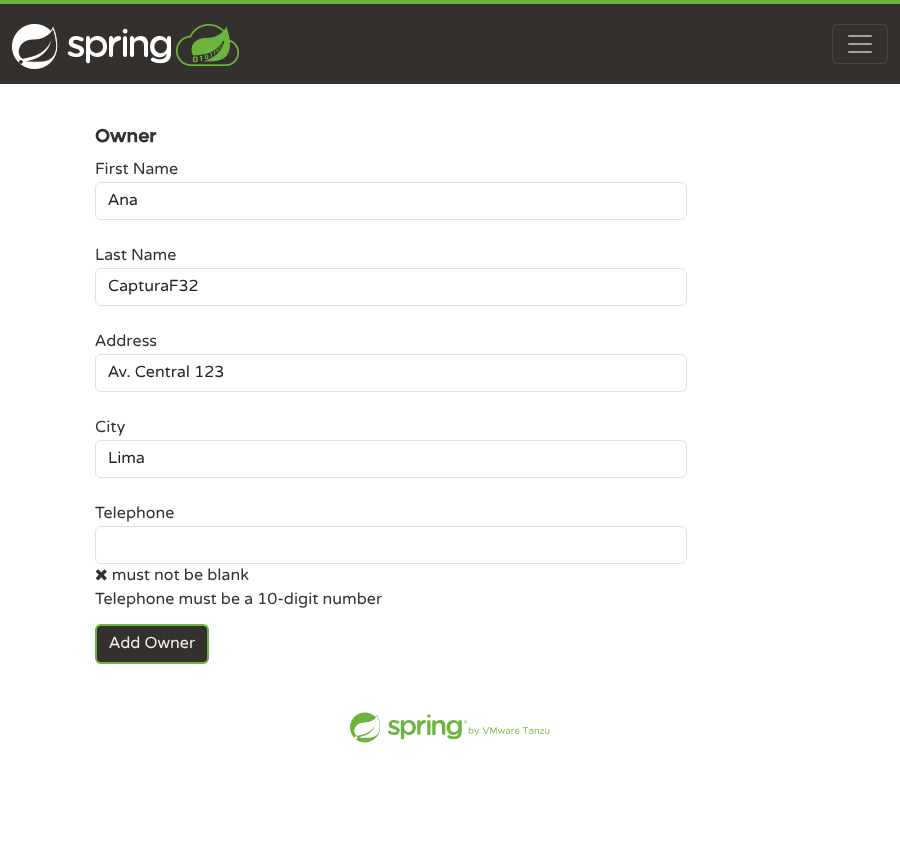 spring
Owner
First Name
Ana
Last Name
CapturaF32
Address
Av. Central 123
City
Lima
Telephone
✖ must not be blank
Telephone must be a 10-digit number
Add Owner
spring® by VMware Tanzu